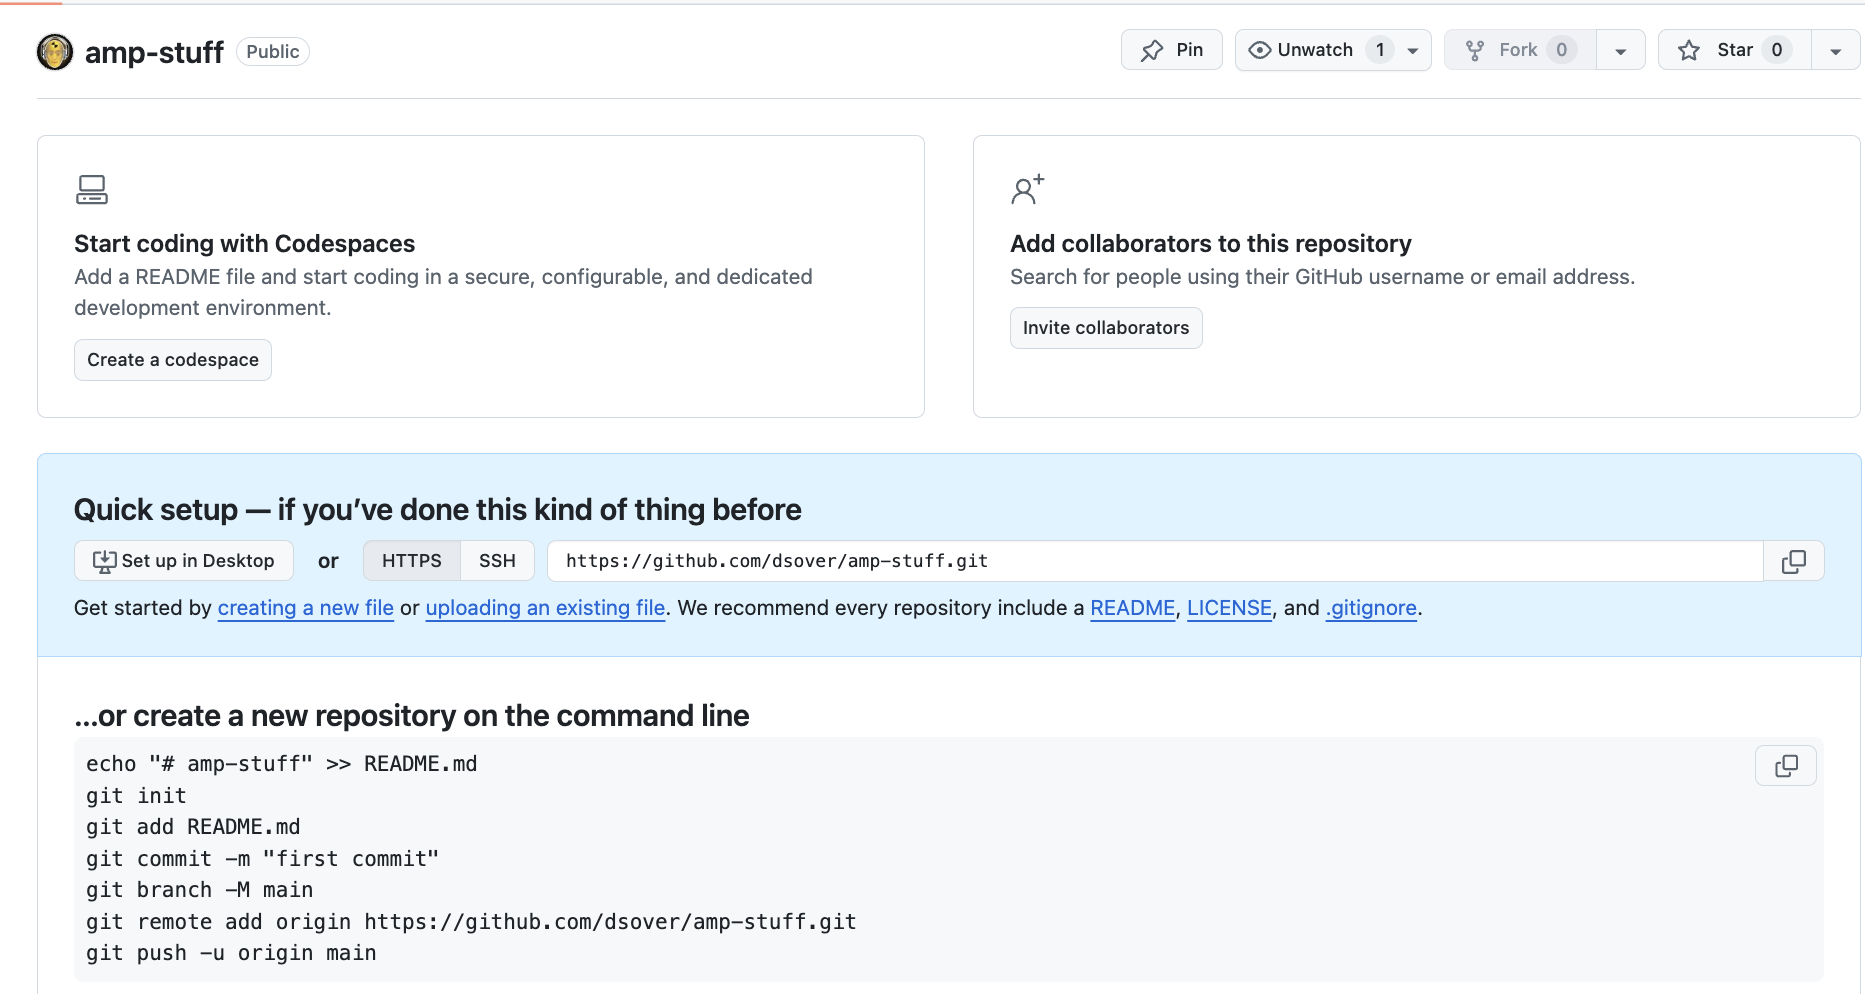 amp-stuff Public
Pin Unwatch 1 Fork 0 Star 0
Start coding with Codespaces
Add a README file and start coding in a secure, configurable, and dedicated
development environment.
Create a codespace
Add collaborators to this repository
Search for people using their GitHub username or email address.
Invite collaborators
Quick setup — if you’ve done this kind of thing before
Set up in Desktop or HTTPS SSH https://github.com/dsover/amp-stuff.git
Get started by creating a new file or uploading an existing file. We recommend every repository include a README, LICENSE, and .gitignore.
...or create a new repository on the command line
echo "# amp-stuff" >> README.md
git init
git add README.md
git commit -m "first commit"
git branch -M main
git remote add origin https://github.com/dsover/amp-stuff.git
git push -u origin main